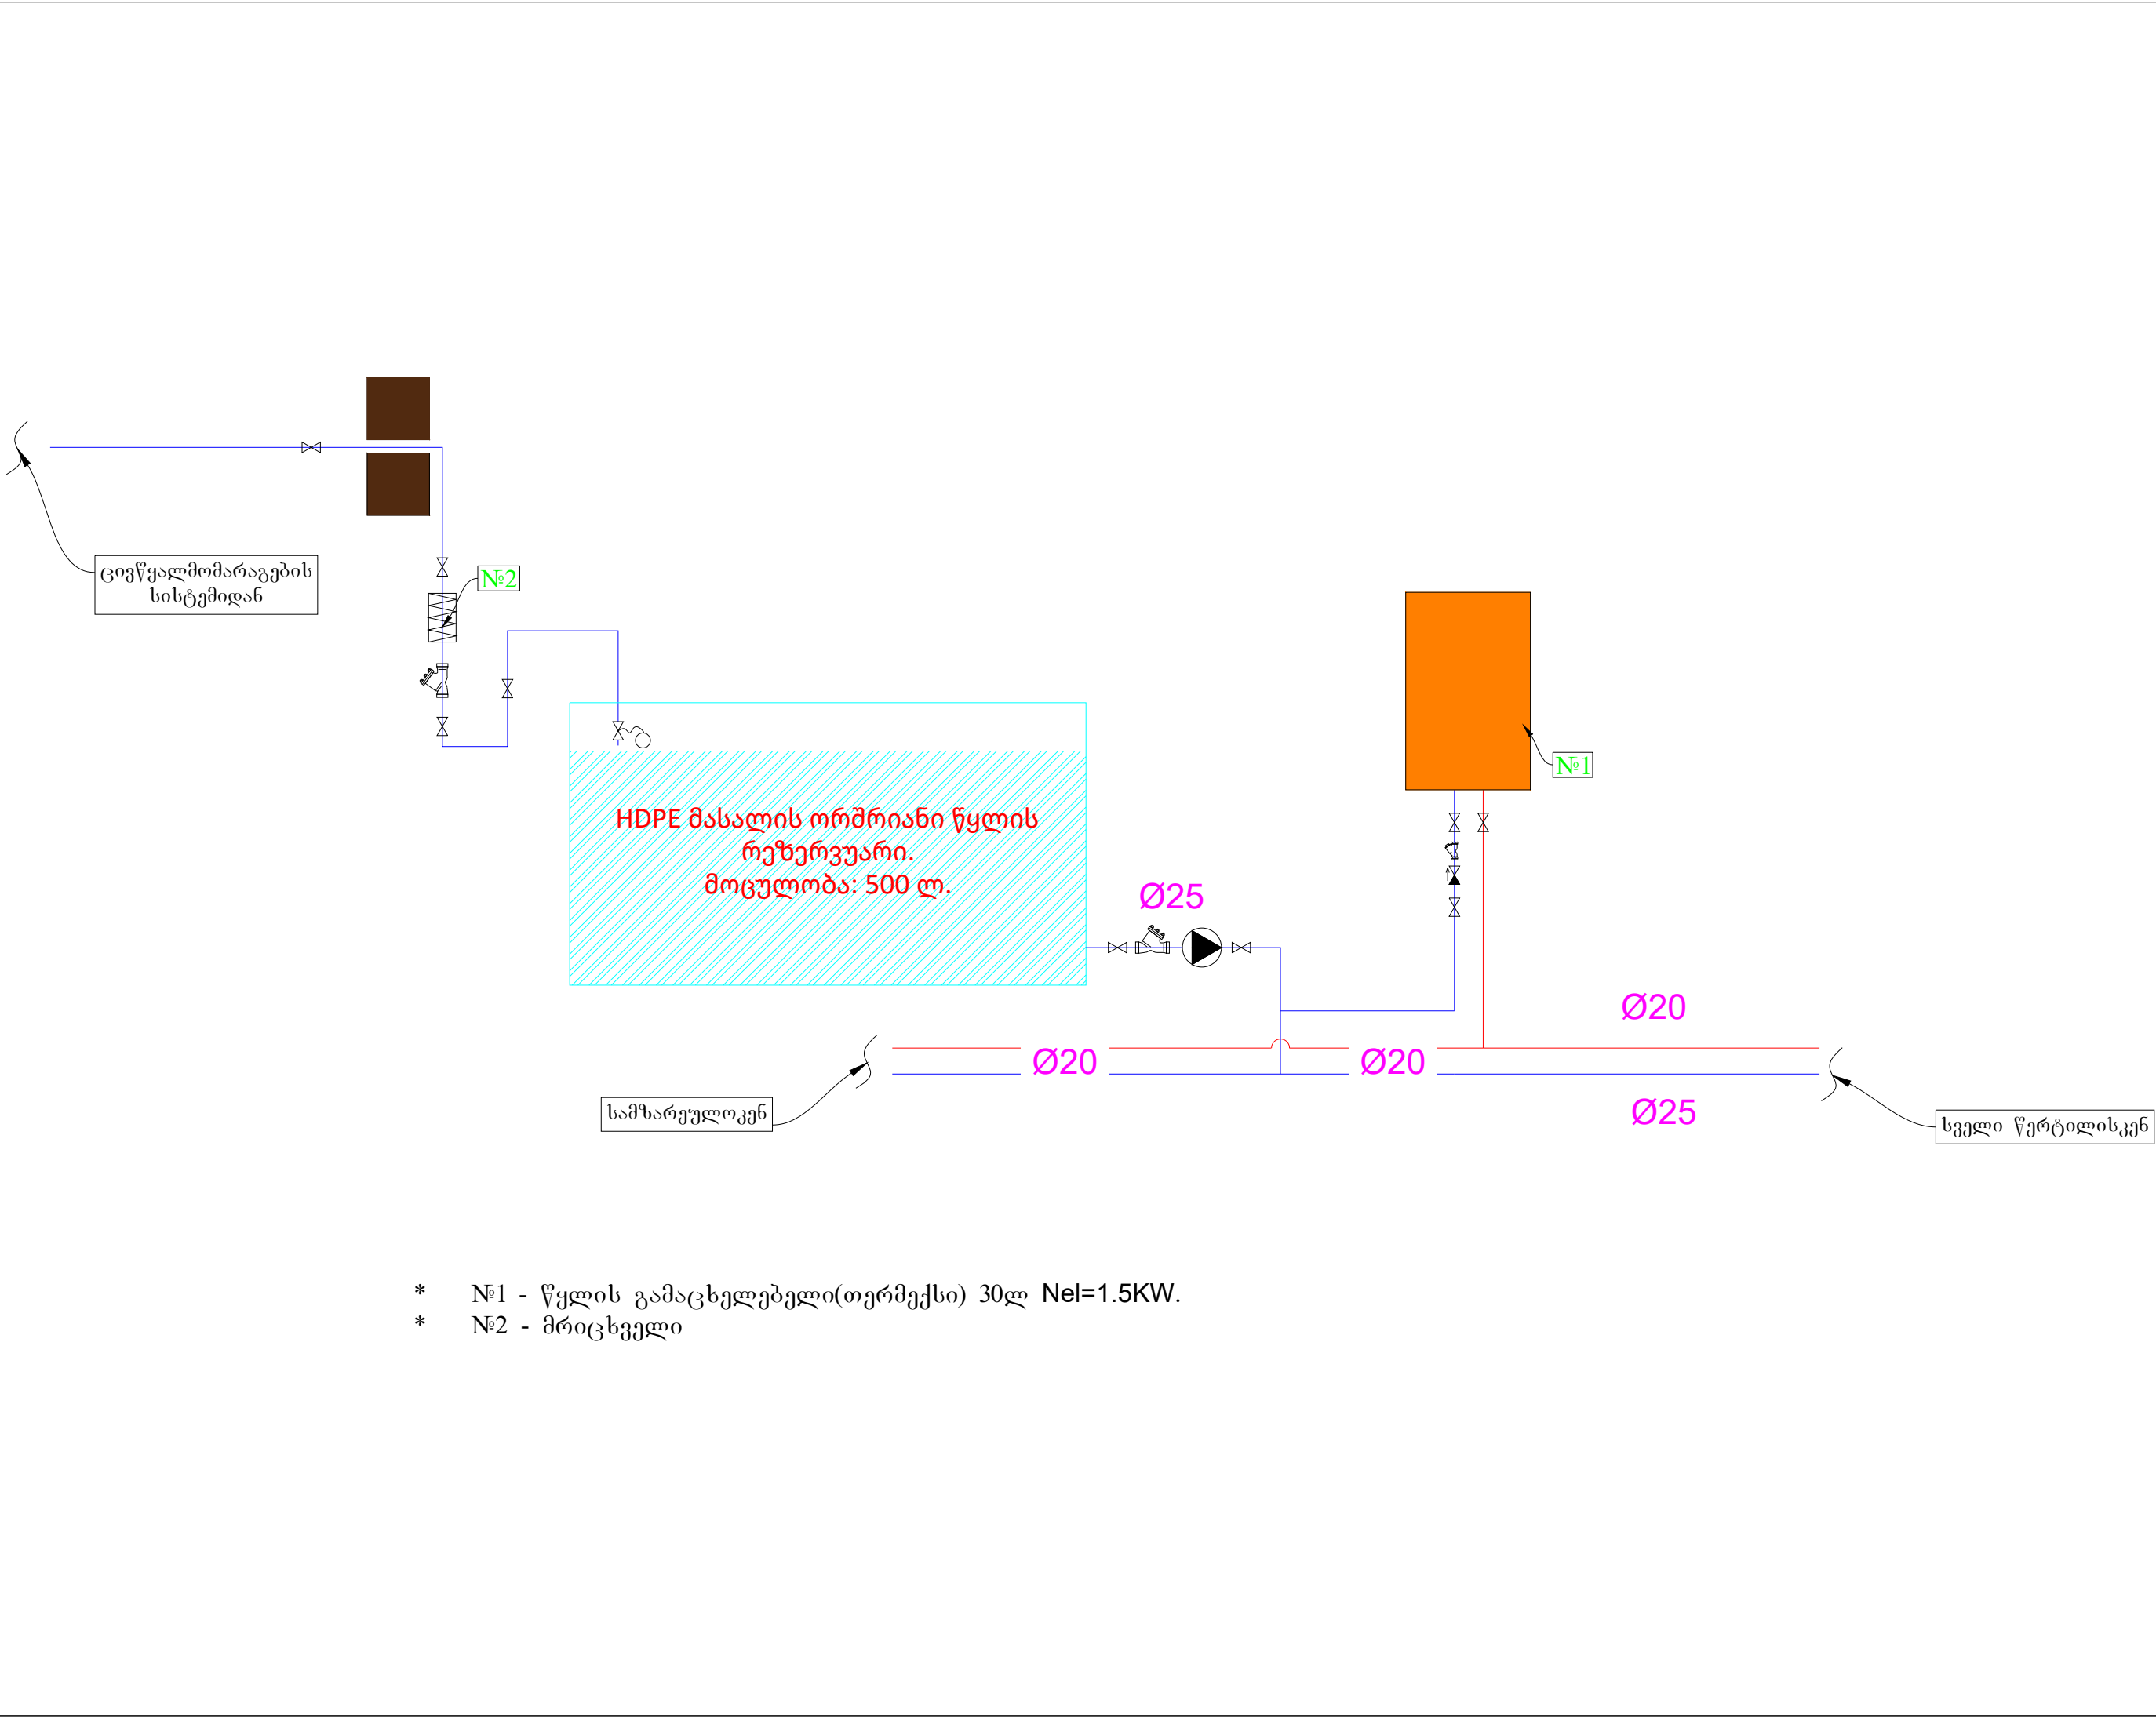 ცივწყალმომარაგების
სისტემიდან
№2
№1
HDPE მასალის ორშრიანი წყლის
რეზერვუარი.
მოცულობა: 500 ლ.
Ø25
Ø20
Ø20
Ø20
Ø25
სამზარეულოკენ
სველი წერტილისკენ
* №1 - წყლის გამაცხელებელი(თერმექსი) 30ლ Nel=1.5KW.
* №2 - მრიცხველი